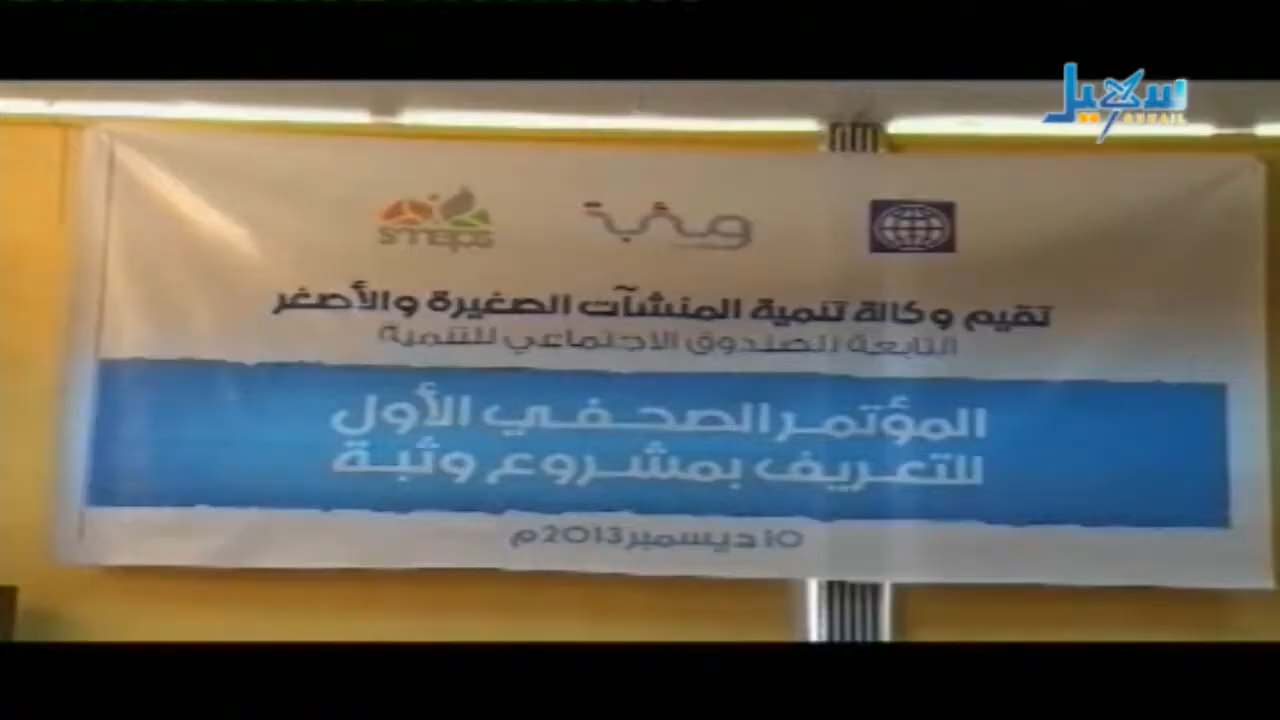 سهيل
SUHAIL
smeps
وثبة
تقيم وكالة تنمية المنشآت الصغيرة والأصغر
التابعة للصندوق الاجتماعي للتنمية
المؤتمر الصحفي الأول
للتعريف بمشروع وثبة
10 ديسمبر 2013م